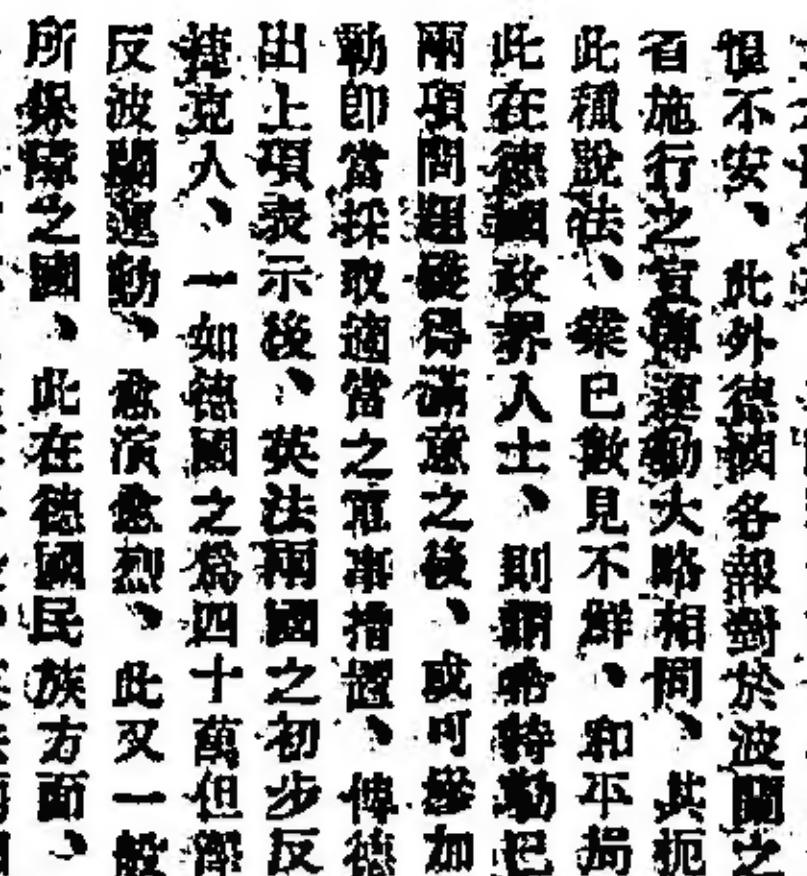 恨不安、此外德國各報對於波蘭之
省施行之宣傳運動大略相同、其扼
此種說法、業已數見不鮮、和平局
此在德國政界人士、則謂希特勒把
兩項問題獲得滿意之後、或可參加
勒卽當採取適當之軍事措置、俾德
出上項表示後、英法兩國之初步反
捷克人、一如德國之爲四十萬但澤
反波蘭運動、愈演愈烈、此又一般
所保障之國、此在德國民族方面、